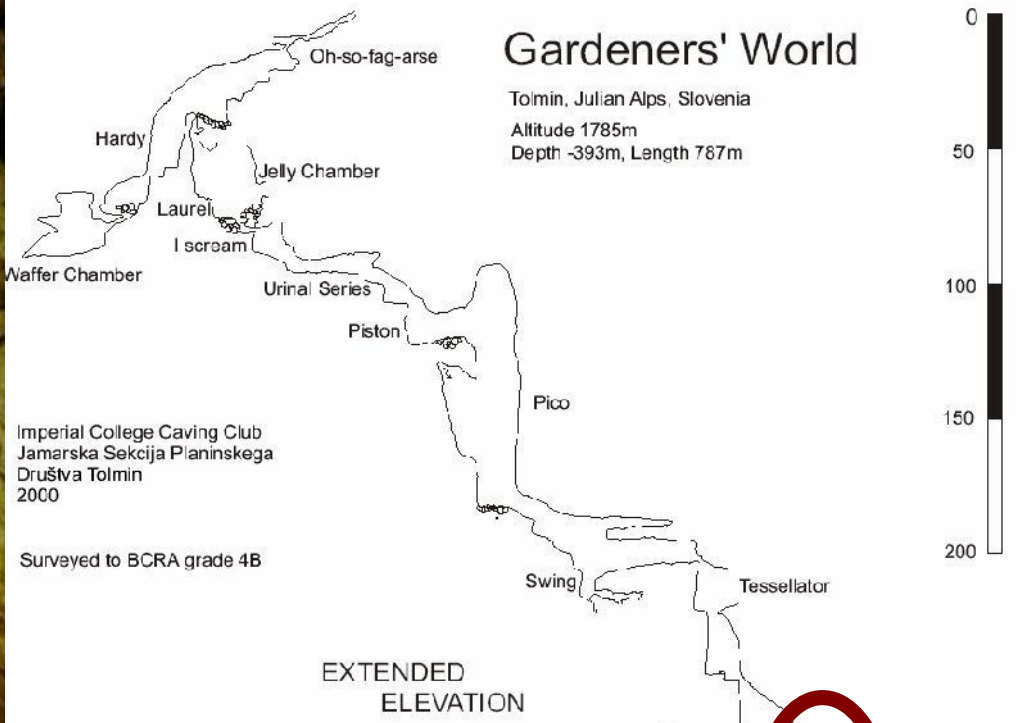 Gardeners' World
Tolmin, Julian Alps, Slovenia
Altitude 1785m
Depth -393m, Length 787m
0
50
100
150
200
Oh-so-fag-arse
Hardy
Jelly Chamber
Laurel
I scream
Waffer Chamber
Urinal Series
Piston
Pico
Imperial College Caving Club
Jamarska Sekcija Planinskega
Društva Tolmin
2000
Surveyed to BCRA grade 4B
Swing
Tessellator
EXTENDED
ELEVATION